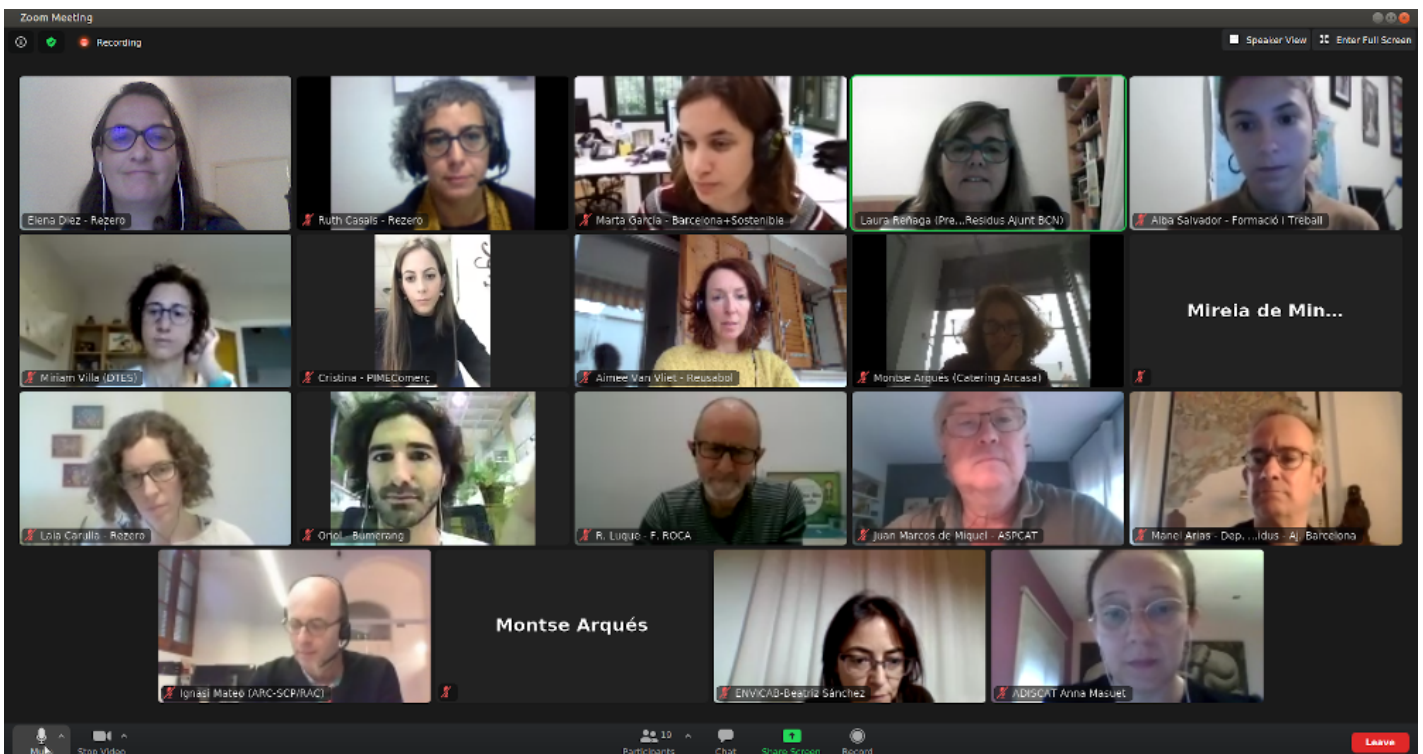 Zoom Meeting
Recording
Speaker View
Enter Full Screen
Elena Diez - Rezero
Ruth Casals - Rezero
Marta García - Barcelona+Sostenible
Laura Reñaga (Pre...Residus Ajunt BCN)
Alba Salvador - Formació i Treball
Miriam Villa (DTES)
Cristina - PIMEComerç
Aimee Van Vliet - Reusabol
Montse Arqués (Catering Arcasa)
Mireia de Min...
Laia Carulla - Rezero
Oriol - Bûmerang
R. Luque - F. ROCA
Juan Marcos de Miquel - ASPCAT
Manel Arias - Dep. ...idus - Aj. Barcelona
Ignasi Mateo (ARC-SCP/RAC)
Montse Arqués
ENVICAB-Beatriz Sánchez
ADISCAT Anna Masuet
Mute
Stop Video
Participants
19
Chat
Share Screen
Record
Leave